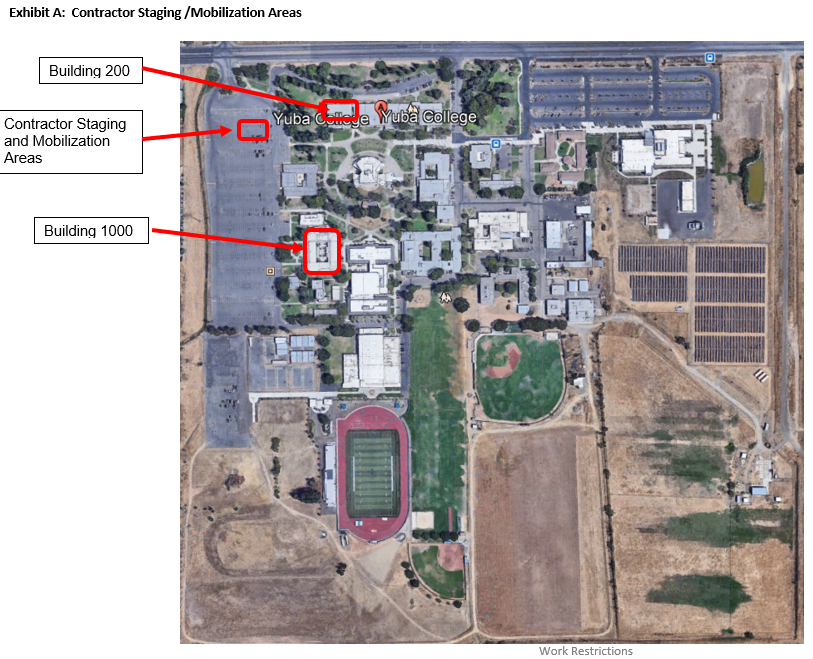 Exhibit A:  Contractor Staging /Mobilization Areas
Building 200
Contractor Staging
and Mobilization
Areas
A
Yuba College
Yuba College
Building 1000
Work Restrictions